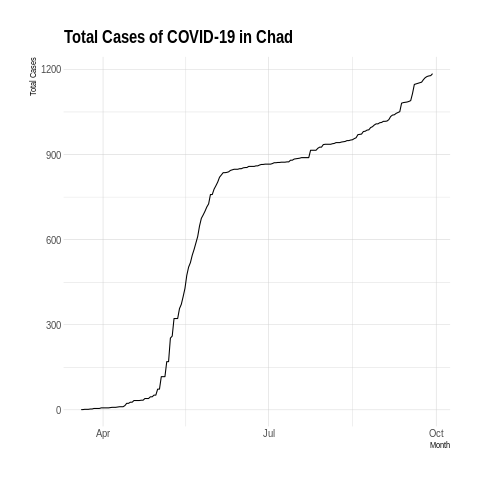 Total Cases of COVID-19 in Chad
Total Cases
1200
900
600
300
0
Apr
Jul
Oct
Month